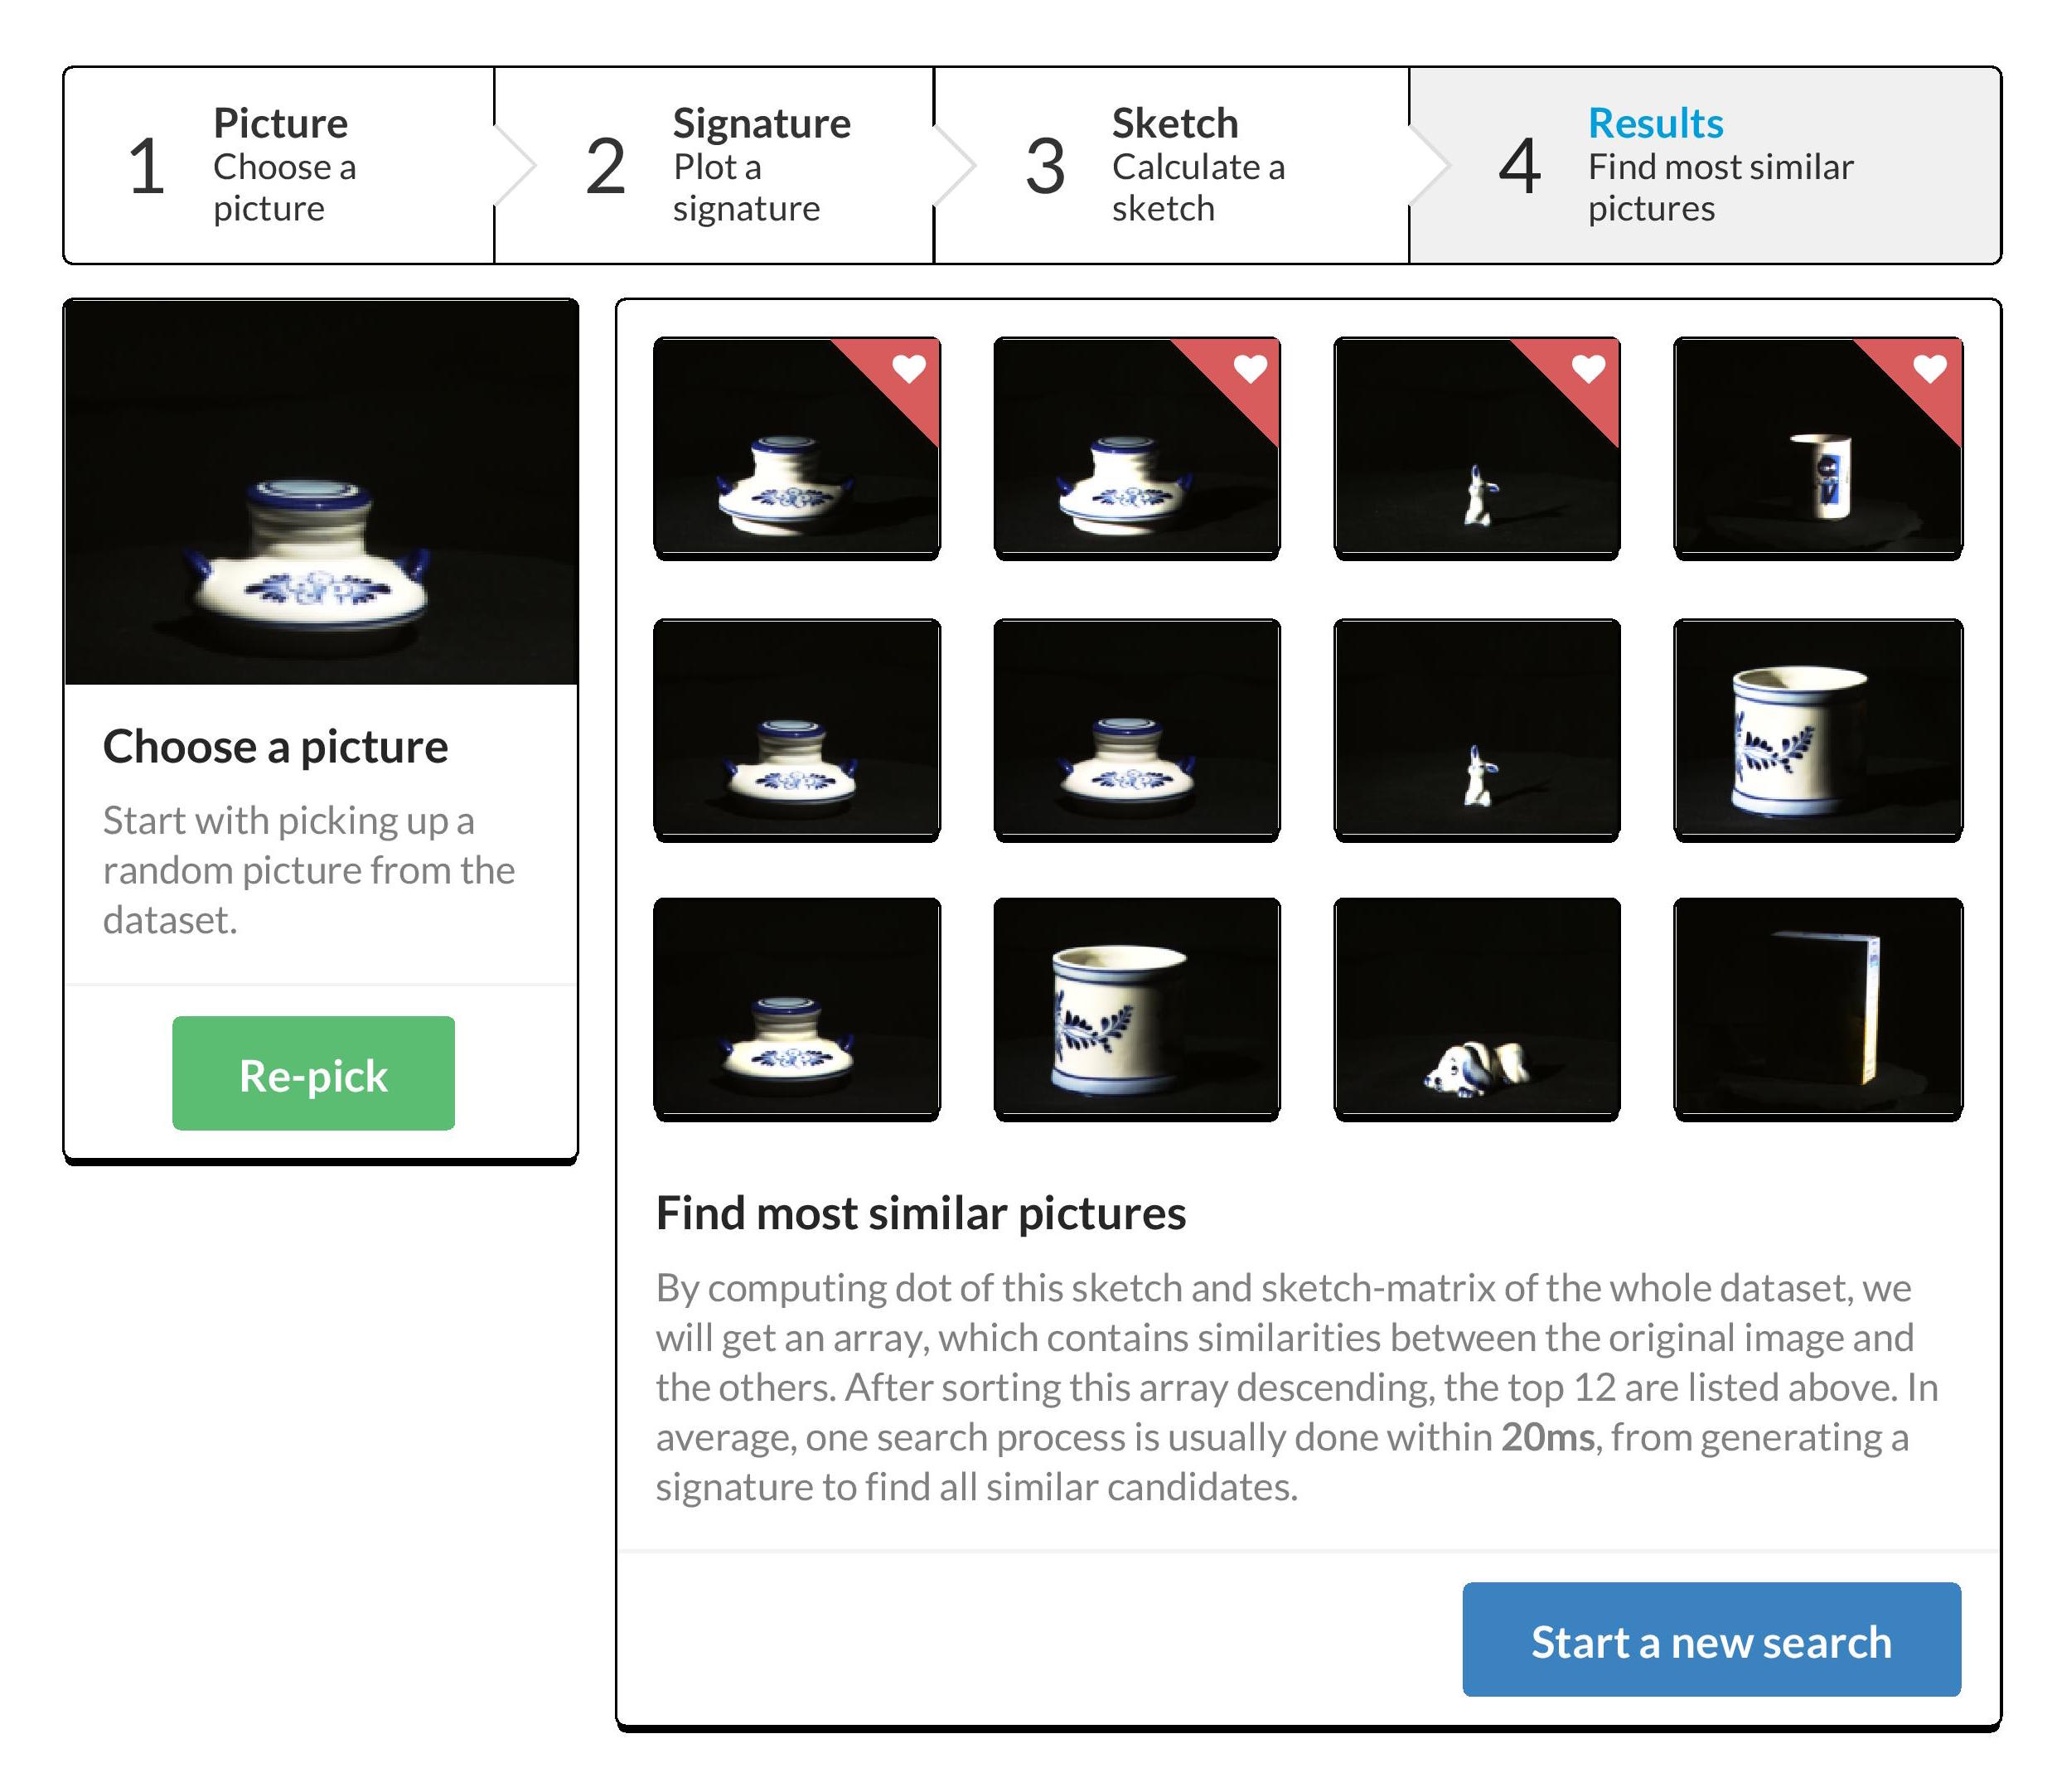 1
Picture
Choose a
picture
2
Signature
Plot a
signature
3
Sketch
Calculate a
sketch
4
Results
Find most similar
pictures
Choose a picture
Start with picking up a
random picture from the
dataset.
Re-pick
Find most similar pictures
By computing dot of this sketch and sketch-matrix of the whole dataset, we
will get an array, which contains similarities between the original image and
the others. After sorting this array descending, the top 12 are listed above. In
average, one search process is usually done within 20ms, from generating a
signature to find all similar candidates.
Start a new search